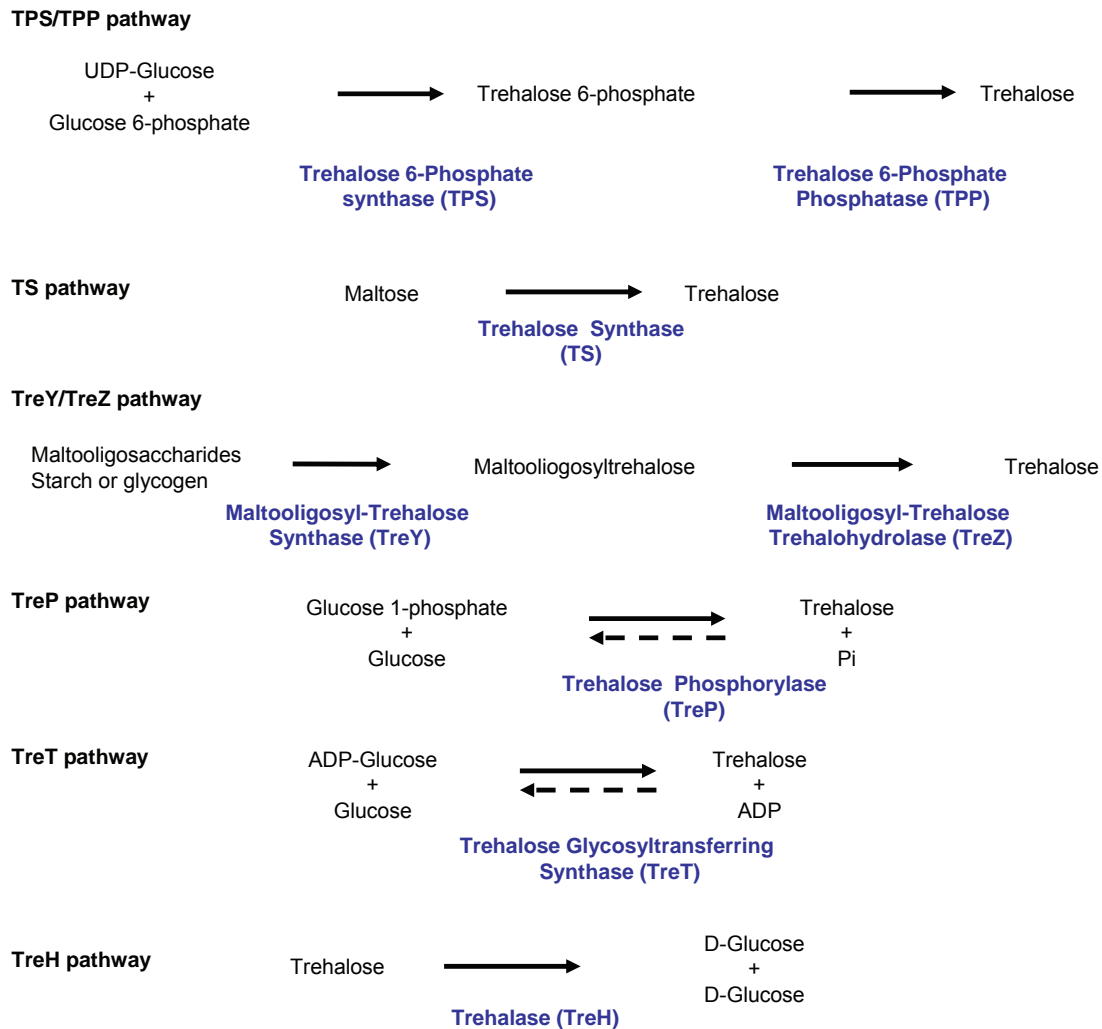 TPS/TPP pathway
UDP-Glucose
+
Glucose 6-phosphate
Trehalose 6-phosphate
Trehalose
Trehalose 6-Phosphate
synthase (TPS)
Trehalose 6-Phosphate
Phosphatase (TPP)
TS pathway
Maltose
Trehalose
Trehalose Synthase
(TS)
TreY/TreZ pathway
Maltooligosaccharides
Starch or glycogen
Maltooliogosyltrehalose
Trehalose
Maltooligosyl-Trehalose
Synthase (TreY)
Maltooligosyl-Trehalose
Trehalohydrolase (TreZ)
TreP pathway
Glucose 1-phosphate
+
Glucose
Trehalose
+
Pi
Trehalose Phosphorylase
(TreP)
TreT pathway
ADP-Glucose
+
Glucose
Trehalose
+
ADP
Trehalose Glycosyltransferring
Synthase (TreT)
TreH pathway
Trehalose
D-Glucose
+
D-Glucose
Trehalase (TreH)